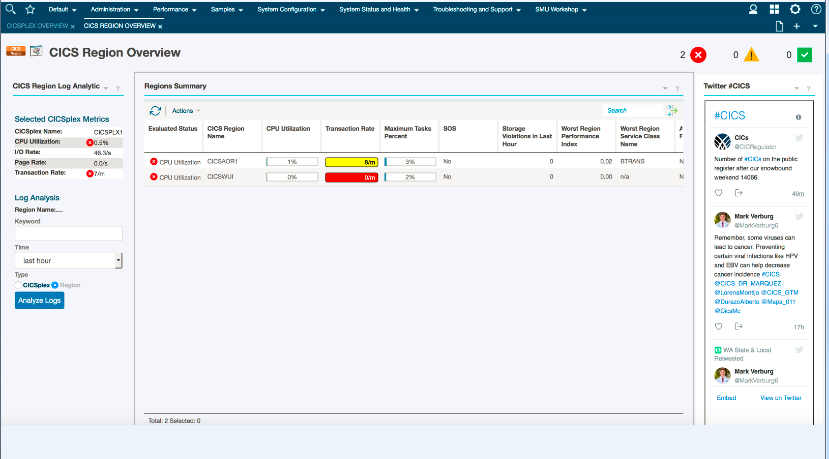 Default Administration Performance Samples System Configuration System Status and Health Troubleshooting and Support SMU Workshop
CICSPLEX OVERVIEW × CICS REGION OVERVIEW ×
CICS Region Overview
2 0 0
CICS Region Log Analytic
Selected CICSplex Metrics
CICSplex Name: CICSPLX1
CPU Utilization: 0.5%
I/O Rate: 46.3/s
Page Rate: 0.0/s
Transaction Rate: 7/m
Log Analysis
Region Name:....
Keyword
Time
last hour
Type
CICSplex Region
Analyze Logs
Regions Summary
Actions
Search
Evaluated Status CICS Region Name CPU Utilization Transaction Rate Maximum Tasks Percent SOS Storage Violations in Last Hour Worst Region Performance Index Worst Region Service Class Name
CPU Utilization CICSAOR1 1% 8/m 3% No 0 0.02 BTRANS N
CPU Utilization CICSWUI 0% 0/m 2% No 0 0.00 n/a N
Total: 2 Selected: 0
Twitter #CICS
#CICS
CICs
@CICRegulator
Number of #CICs on the public
register after our snowbound
weekend 14066.
49m
Mark Verburg
@MarkVerburg6
Remember, some viruses can
lead to cancer. Preventing
certain viral infections like HPV
and EBV can help decrease
cancer incidence #CICS
@CICS_DR_MARQUEZ
@LorenaMontijo @CICS_GTM
@DurazoAlberto @Mapa_011
@CicsMc
17h
WA State & Local
Retweeted
Mark Verburg
@MarkVerburg6
Embed View on Twitter